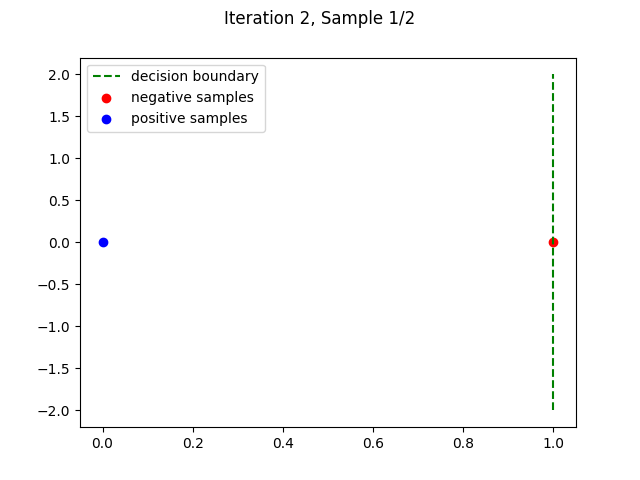 Iteration 2, Sample 1/2
decision boundary
negative samples
positive samples
2.0
1.5
1.0
0.5
0.0
−0.5
−1.0
−1.5
−2.0
0.0 0.2 0.4 0.6 0.8 1.0